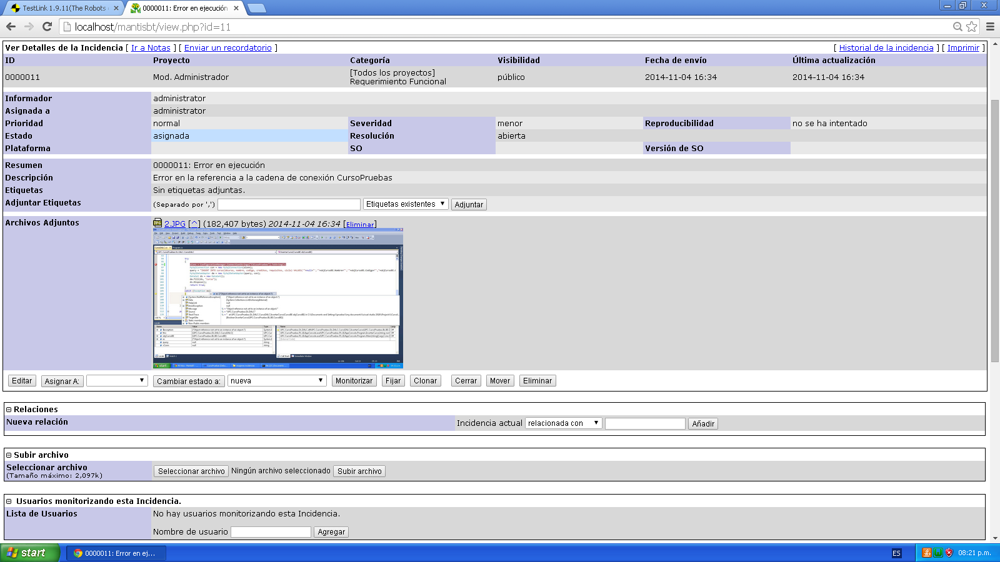 TestLink 1.9.11(The Robots
0000011: Error en ejecución
localhost/mantisbt/view.php?id=11
Ver Detalles de la Incidencia [ Ir a Notas ] [ Enviar un recordatorio ] [ Historial de la incidencia ] [ Imprimir ]
ID Proyecto Categoría Visibilidad Fecha de envío Última actualización
0000011 Mod. Administrador [Todos los proyectos] Requerimiento Funcional público 2014-11-04 16:34 2014-11-04 16:34
Informador administrator
Asignada a administrator
Prioridad normal Severidad menor Reproducibilidad no se ha intentado
Estado asignada Resolución abierta
Plataforma SO Versión de SO
Resumen 0000011: Error en ejecución
Descripción Error en la referencia a la cadena de conexión CursoPruebas
Etiquetas Sin etiquetas adjuntas.
Adjuntar Etiquetas (Separado por ',') Etiquetas existentes Adjuntar
Archivos Adjuntos 2.JPG [^] (182,407 bytes) 2014-11-04 16:34 [Eliminar]
Editar Asignar A: Cambiar estado a: nueva Monitorizar Fijar Clonar Cerrar Mover Eliminar
Relaciones
Nueva relación Incidencia actual relacionada con Añadir
Subir archivo
Seleccionar archivo
(Tamaño máximo: 2,097k) Seleccionar archivo Ningún archivo seleccionado Subir archivo
Usuarios monitorizando esta Incidencia.
Lista de Usuarios No hay usuarios monitorizando esta Incidencia.
Nombre de usuario Agregar
start 0000011: Error en ej... ES 08:21 p.m.